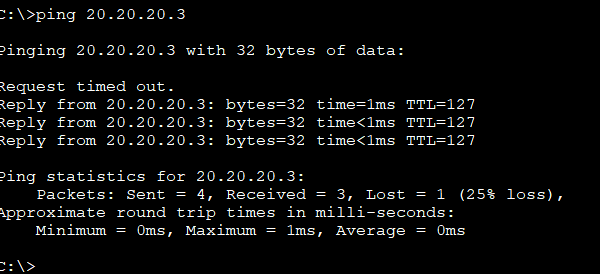 C:\>ping 20.20.20.3
Pinging 20.20.20.3 with 32 bytes of data:
Request timed out.
Reply from 20.20.20.3: bytes=32 time=1ms TTL=127
Reply from 20.20.20.3: bytes=32 time<1ms TTL=127
Reply from 20.20.20.3: bytes=32 time<1ms TTL=127
Ping statistics for 20.20.20.3:
Packets: Sent = 4, Received = 3, Lost = 1 (25% loss),
Approximate round trip times in milli-seconds:
Minimum = 0ms, Maximum = 1ms, Average = 0ms
C:\>